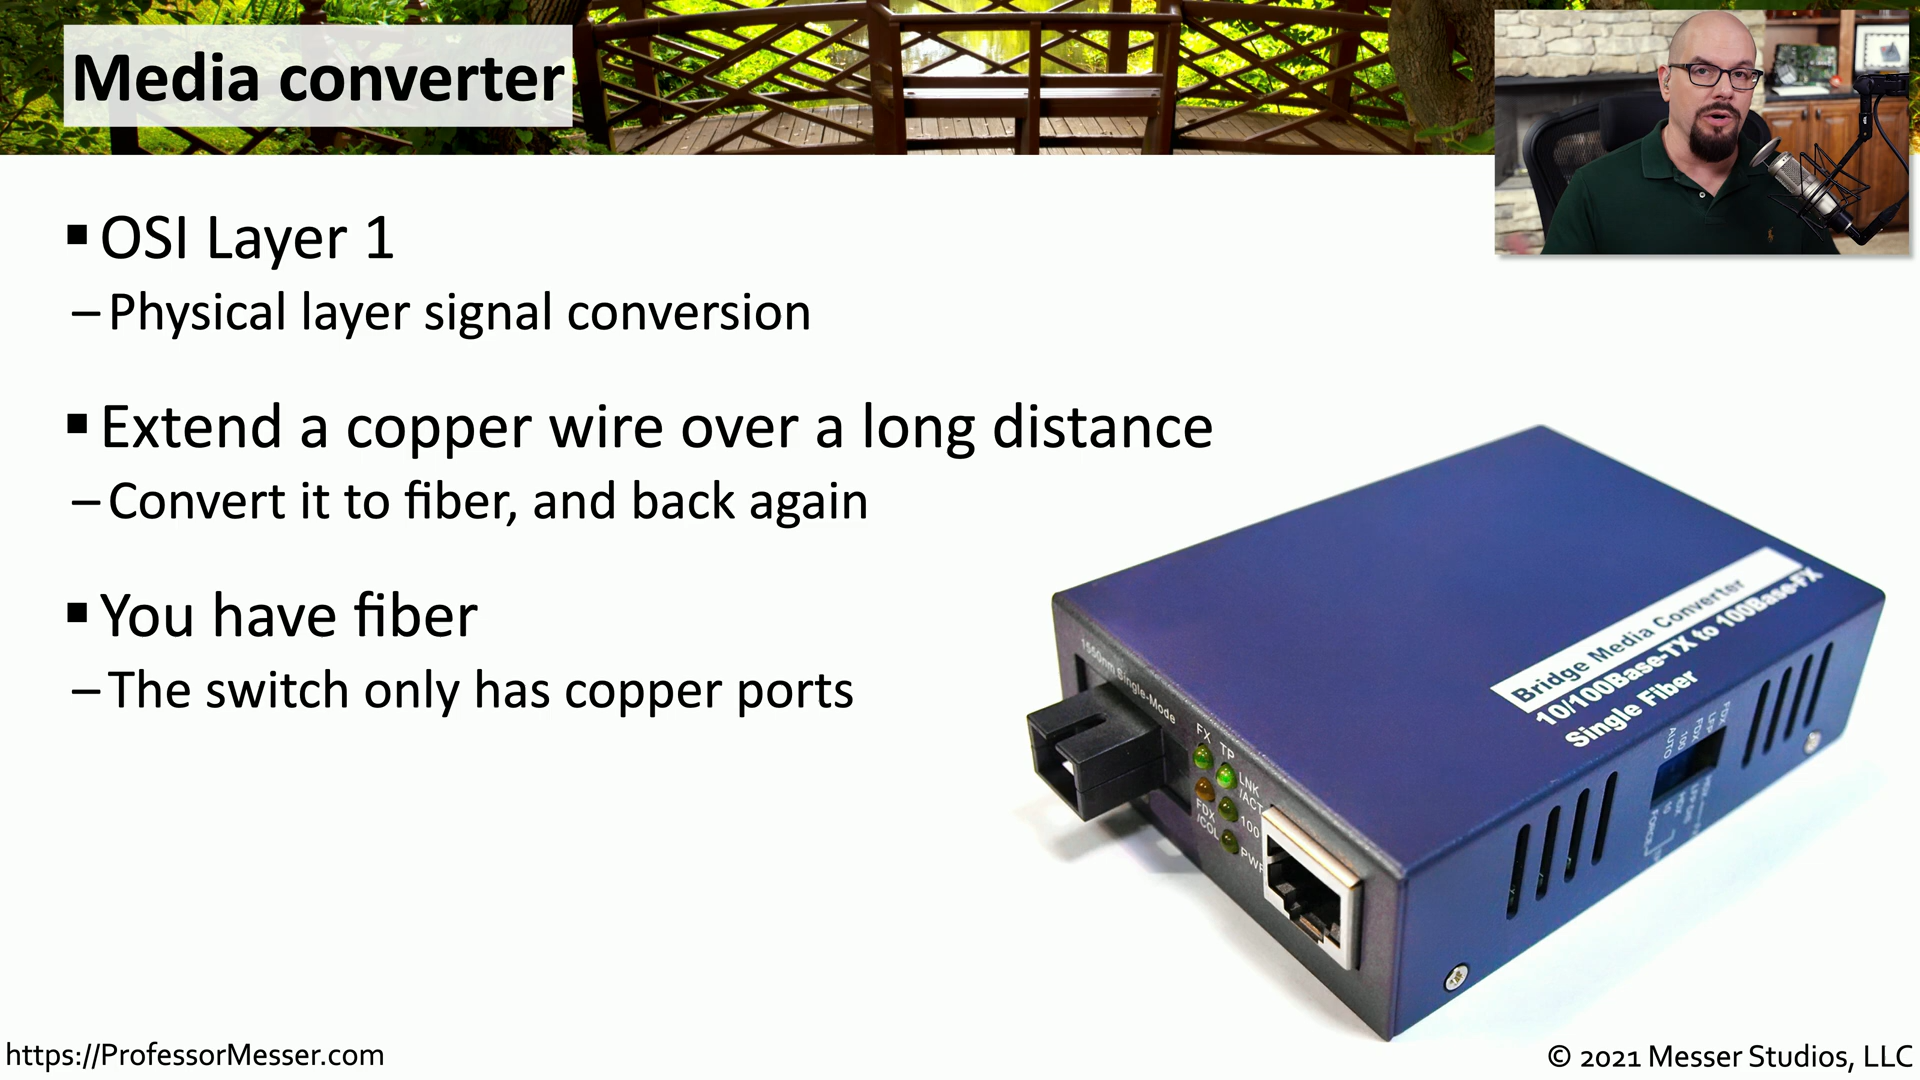 Media converter
▪ OSI Layer 1
– Physical layer signal conversion
▪ Extend a copper wire over a long distance
– Convert it to fiber, and back again
▪ You have fiber
– The switch only has copper ports
Bridge Media Converter
10/100Base-TX to 100Base-FX
Single Fiber
Single-Mode
FX TP
LNK
/ACT
100
FDX
/COL
PWR
https://ProfessorMesser.com
© 2021 Messer Studios, LLC